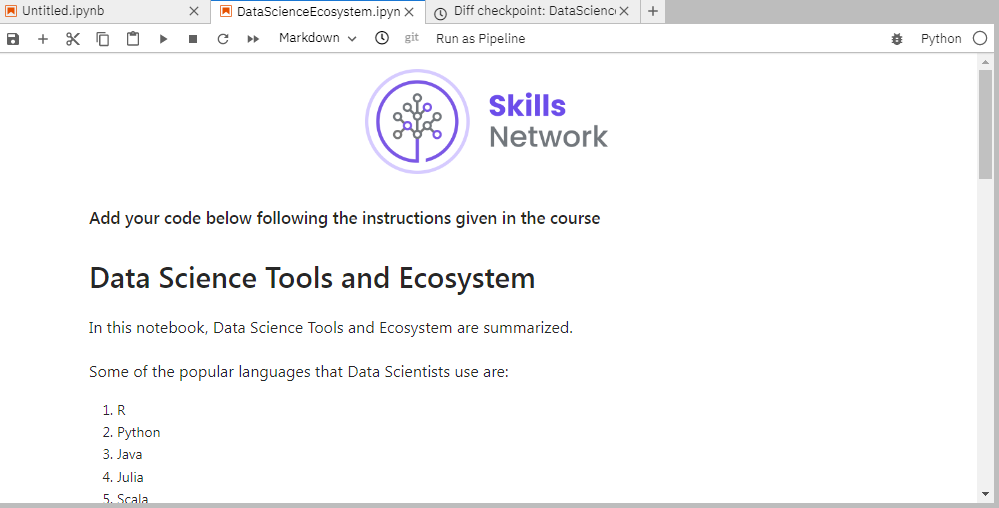 Untitled.ipynb
DataScienceEcosystem.ipyn
Diff checkpoint: DataScienc
Markdown
git
Run as Pipeline
Python
Skills
Network
Add your code below following the instructions given in the course
Data Science Tools and Ecosystem
In this notebook, Data Science Tools and Ecosystem are summarized.
Some of the popular languages that Data Scientists use are:
1. R
2. Python
3. Java
4. Julia
5. Scala